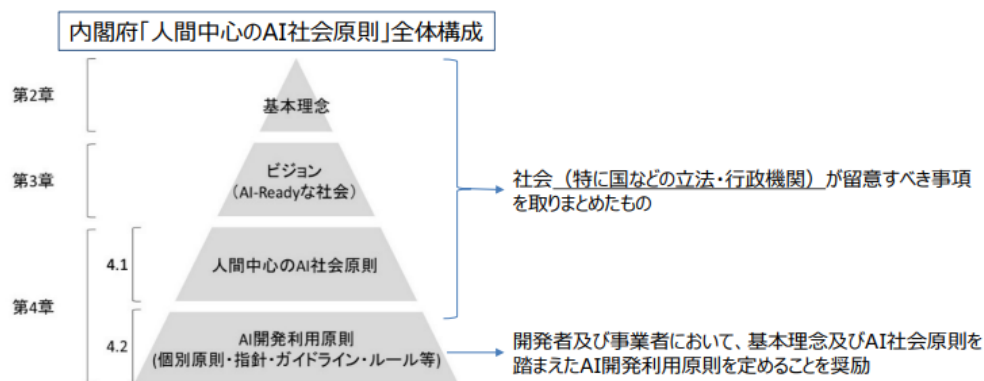 内閣府「人間中心のAI社会原則」全体構成
第2章
基本理念
第3章
ビジョン
（AI-Readyな社会）
社会（特に国などの立法・行政機関）が留意すべき事項
を取りまとめたもの
4.1
人間中心のAI社会原則
第4章
4.2
AI開発利用原則
(個別原則・指針・ガイドライン・ルール等)
開発者及び事業者において、基本理念及びAI社会原則を
踏まえたAI開発利用原則を定めることを奨励